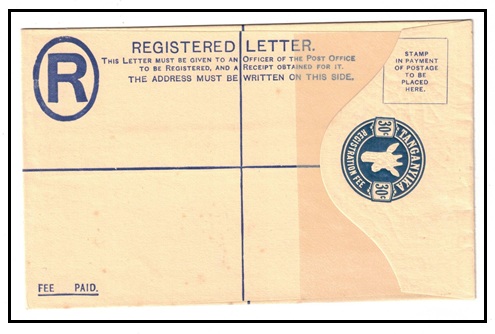 R
REGISTERED LETTER.
THIS LETTER MUST BE GIVEN TO AN OFFICER OF THE POST OFFICE
TO BE REGISTERED, AND A RECEIPT OBTAINED FOR IT.
THE ADDRESS MUST BE WRITTEN ON THIS SIDE.
STAMP
IN PAYMENT
OF POSTAGE
TO BE
PLACED
HERE.
TANGANYIKA
30c
REGISTRATION FEE
30c
FEE PAID.